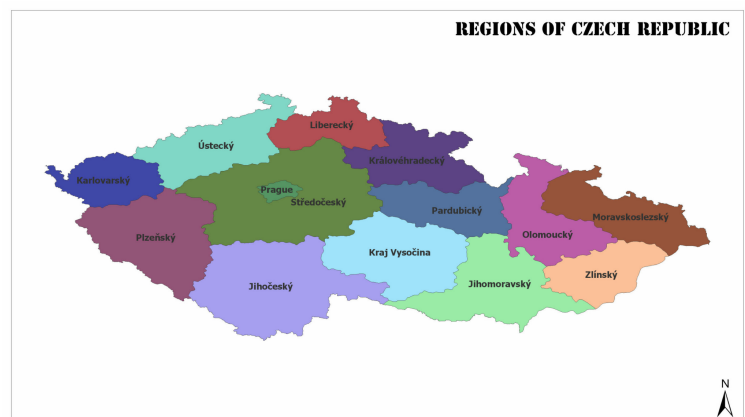 REGIONS OF CZECH REPUBLIC
Liberecký
Ústecký
Královéhradecký
Karlovarský
Prague
Středočeský
Pardubický
Moravskoslezský
Olomoucký
Plzeňský
Kraj Vysočina
Zlínský
Jihočeský
Jihomoravský
N